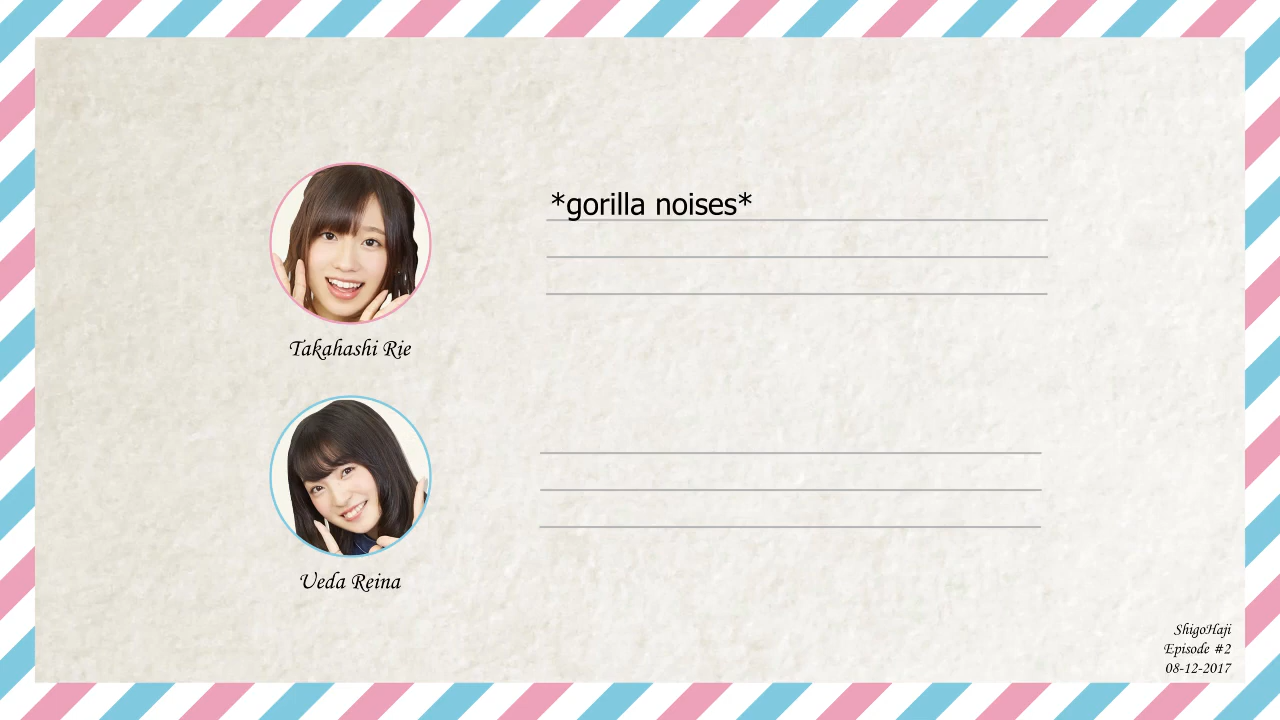 *gorilla noises*
Takahashi Rie
Ueda Reina
ShigoHaji
Episode #2
08-12-2017